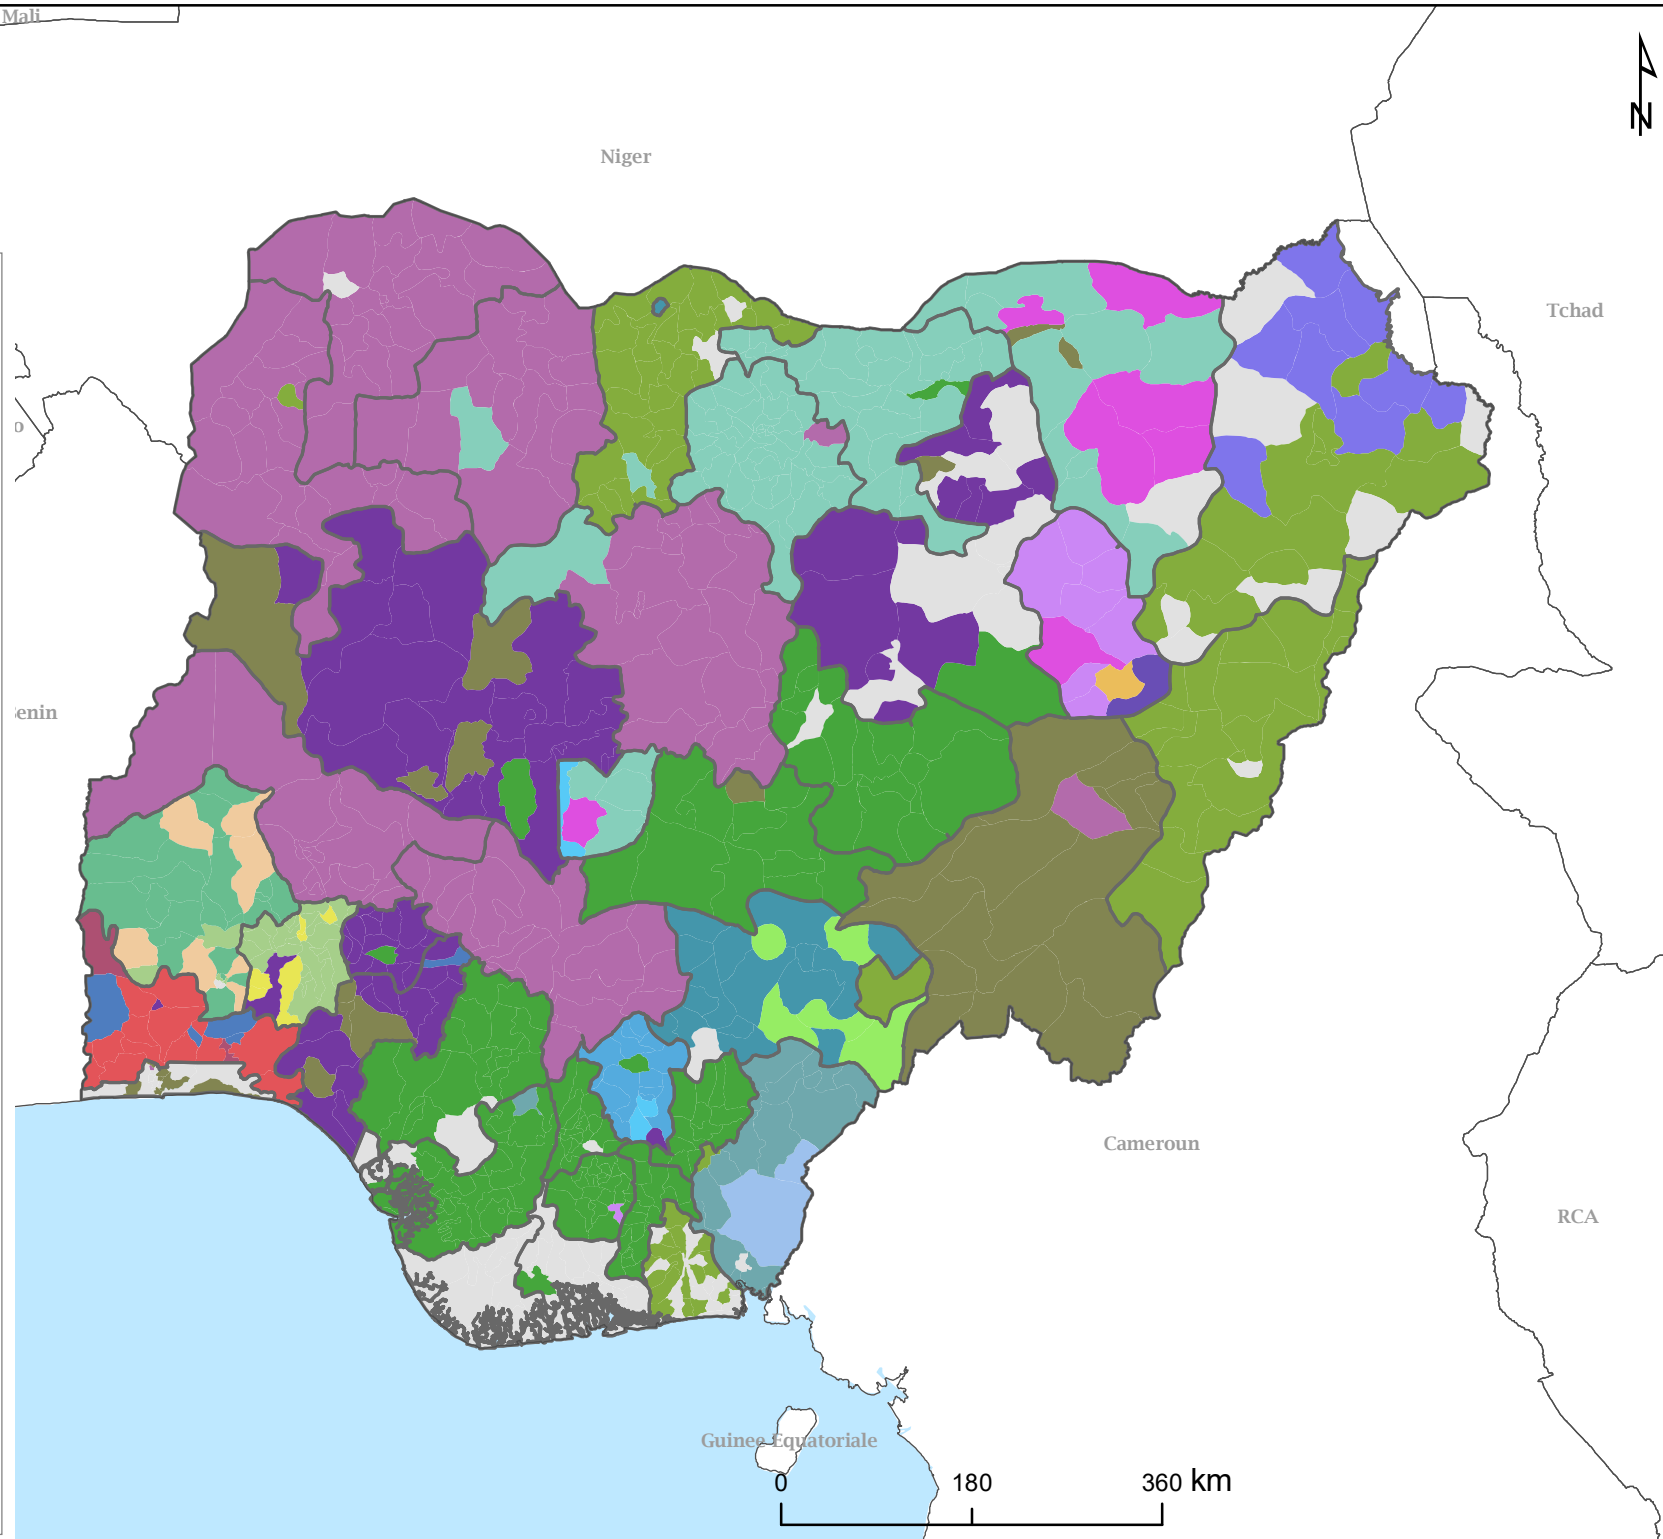 Mali
N
Niger
Tchad
o
enin
Cameroun
RCA
Guinee Equatoriale
0 180 360 km